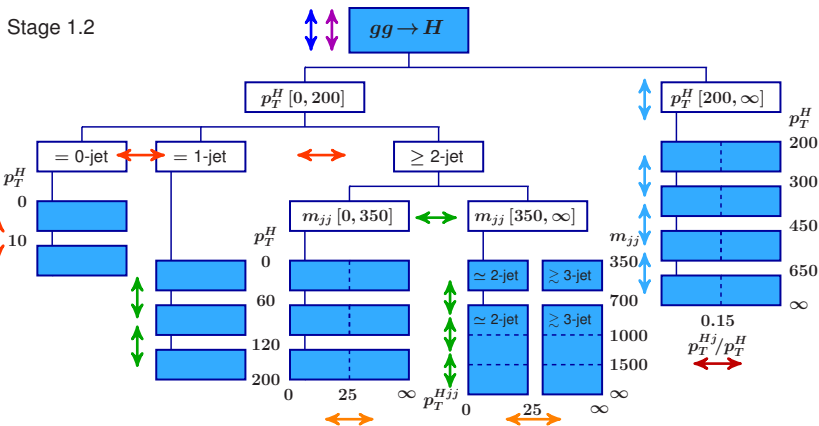 Stage 1.2
gg → H
p_T^H [0, 200]
p_T^H [200, ∞]
= 0-jet
= 1-jet
≥ 2-jet
p_T^H
0
10
m_jj [0, 350]
m_jj [350, ∞]
p_T^H
0
60
120
200
0
25
∞
m_jj
350
700
1000
1500
∞
≃ 2-jet
≳ 3-jet
≃ 2-jet
≳ 3-jet
p_T^Hjj
0
25
∞
p_T^H
200
300
450
650
∞
0.15
p_T^Hj/p_T^H